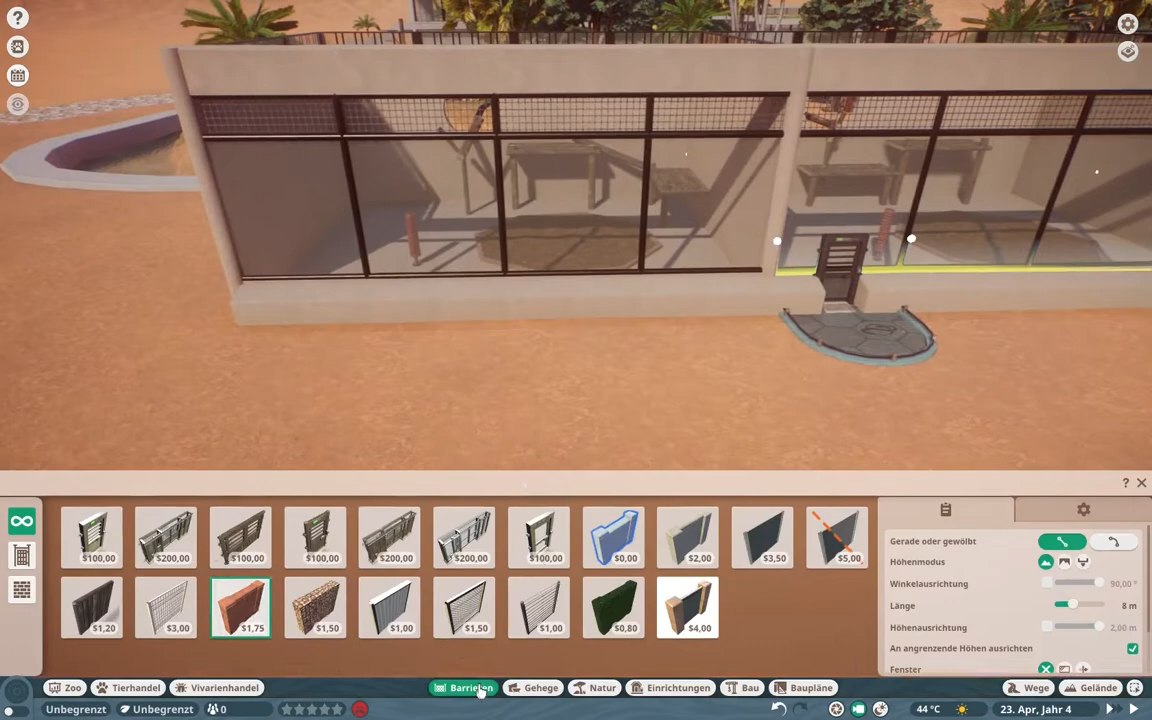 ?
? ×
$100,00 $200,00 $100,00 $100,00 $200,00 $200,00 $100,00 $0,00 $2,00 $3,50 $5,00
$1,20 $3,00 $1,75 $1,50 $1,00 $1,50 $1,00 $0,80 $4,00
Gerade oder gewölbt
Höhenmodus
Winkelausrichtung 90,00 °
Länge 8 m
Höhenausrichtung 2,00 m
An angrenzende Höhen ausrichten
Fenster
Zoo Tierhandel Vivarienhandel Barrieren Gehege Natur Einrichtungen Bau Baupläne Wege Gelände
Unbegrenzt Unbegrenzt 0 44 °C 23. Apr, Jahr 4